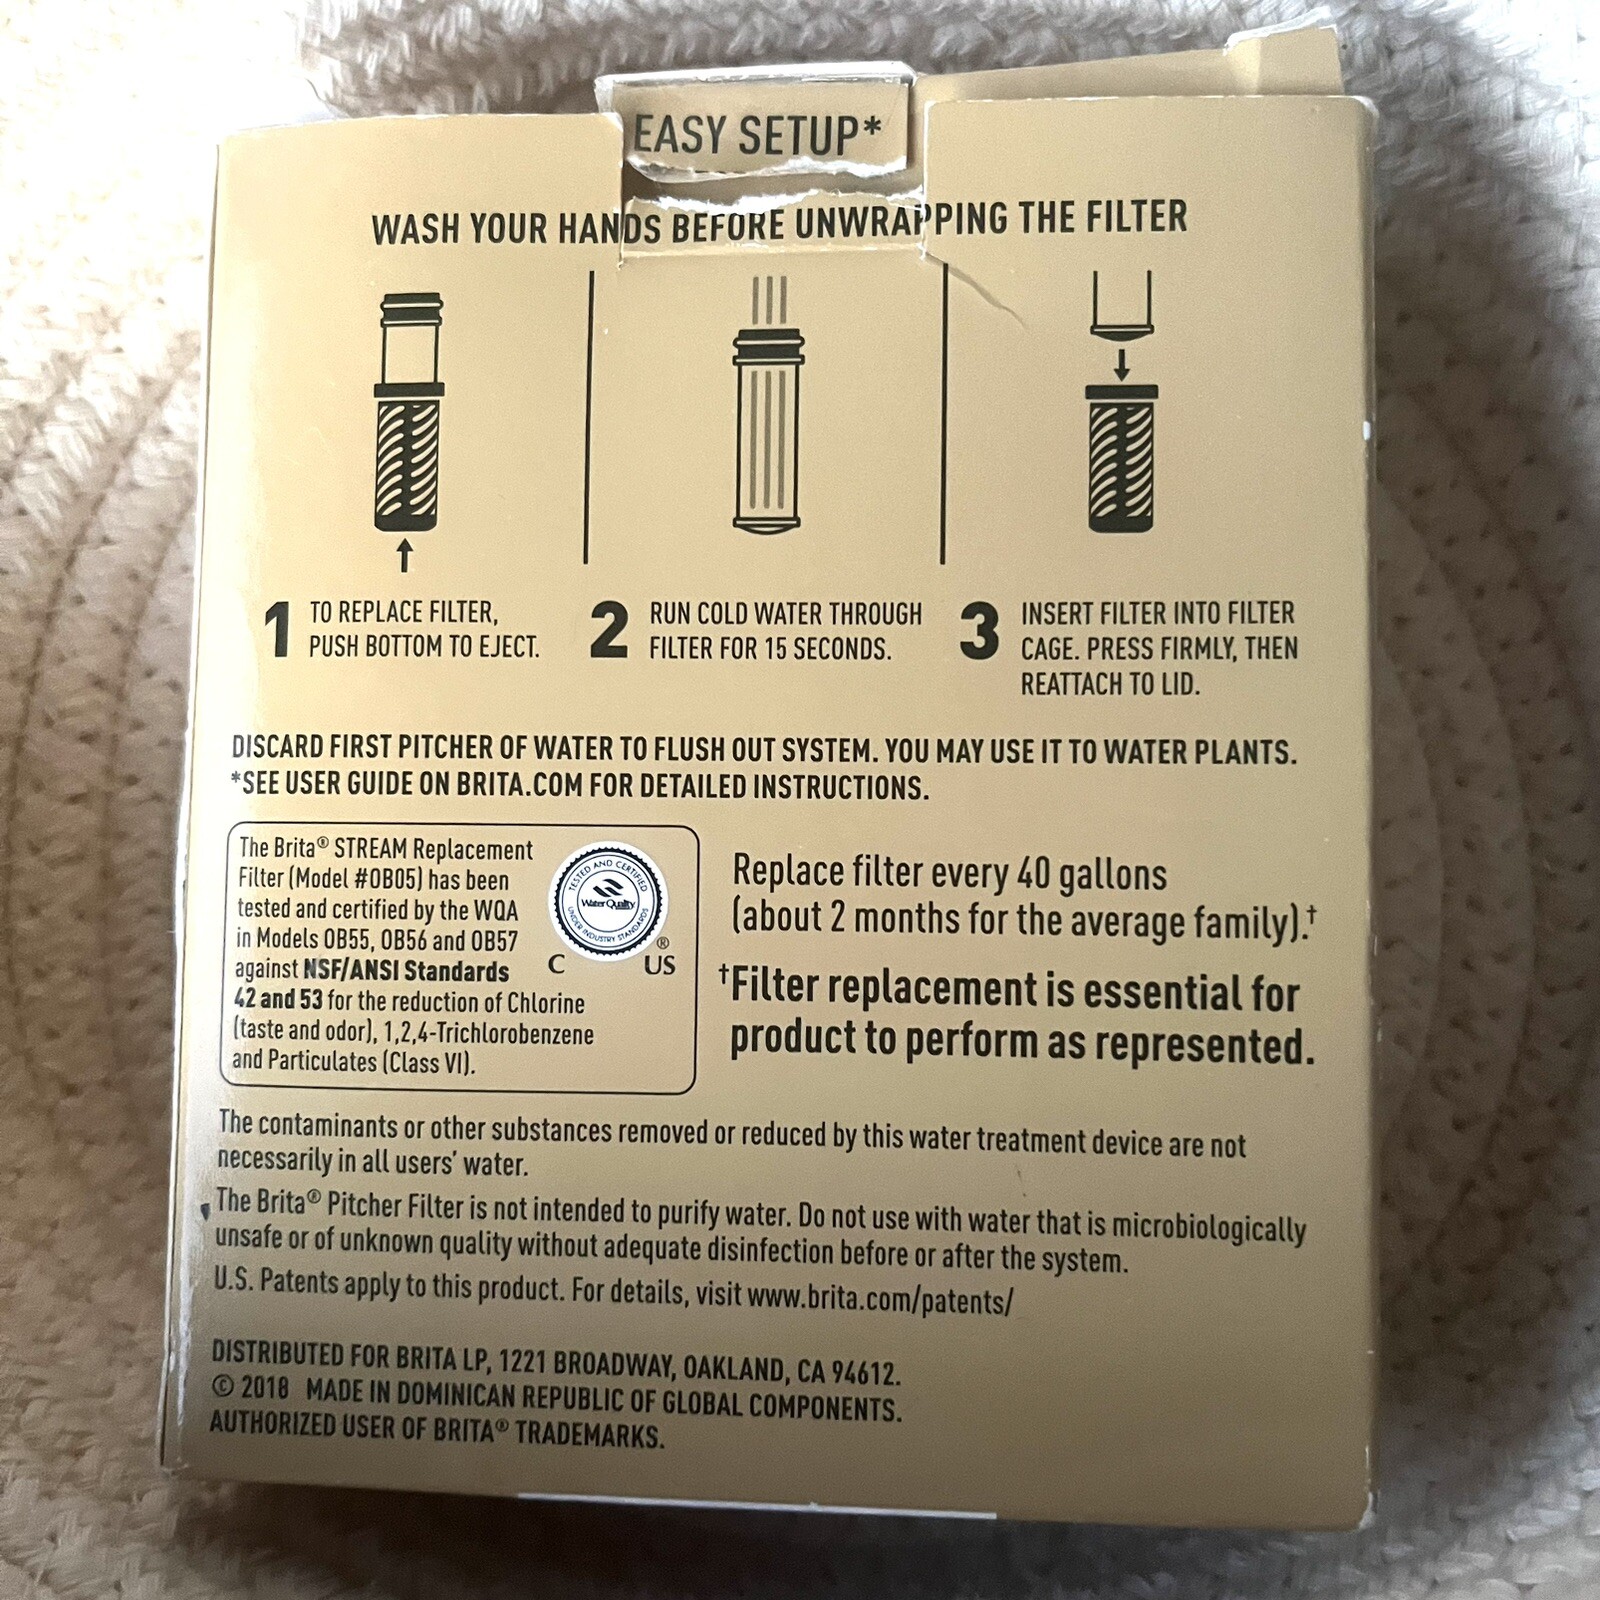 EASY SETUP*
WASH YOUR HANDS BEFORE UNWRAPPING THE FILTER
1 TO REPLACE FILTER,
PUSH BOTTOM TO EJECT.
2 RUN COLD WATER THROUGH
FILTER FOR 15 SECONDS.
3 INSERT FILTER INTO FILTER
CAGE. PRESS FIRMLY, THEN
REATTACH TO LID.
DISCARD FIRST PITCHER OF WATER TO FLUSH OUT SYSTEM. YOU MAY USE IT TO WATER PLANTS.
*SEE USER GUIDE ON BRITA.COM FOR DETAILED INSTRUCTIONS.
The Brita® STREAM Replacement
Filter (Model #OB05) has been
tested and certified by the WQA
in Models OB55, OB56 and OB57
against NSF/ANSI Standards
42 and 53 for the reduction of Chlorine
(taste and odor), 1,2,4-Trichlorobenzene
and Particulates (Class VI).
TESTED AND CERTIFIED
Water Quality
UNDER INDUSTRY STANDARDS
®
C US
Replace filter every 40 gallons
(about 2 months for the average family).†
†Filter replacement is essential for
product to perform as represented.
The contaminants or other substances removed or reduced by this water treatment device are not
necessarily in all users' water.
The Brita® Pitcher Filter is not intended to purify water. Do not use with water that is microbiologically
unsafe or of unknown quality without adequate disinfection before or after the system.
U.S. Patents apply to this product. For details, visit www.brita.com/patents/
DISTRIBUTED FOR BRITA LP, 1221 BROADWAY, OAKLAND, CA 94612.
© 2018 MADE IN DOMINICAN REPUBLIC OF GLOBAL COMPONENTS.
AUTHORIZED USER OF BRITA® TRADEMARKS.